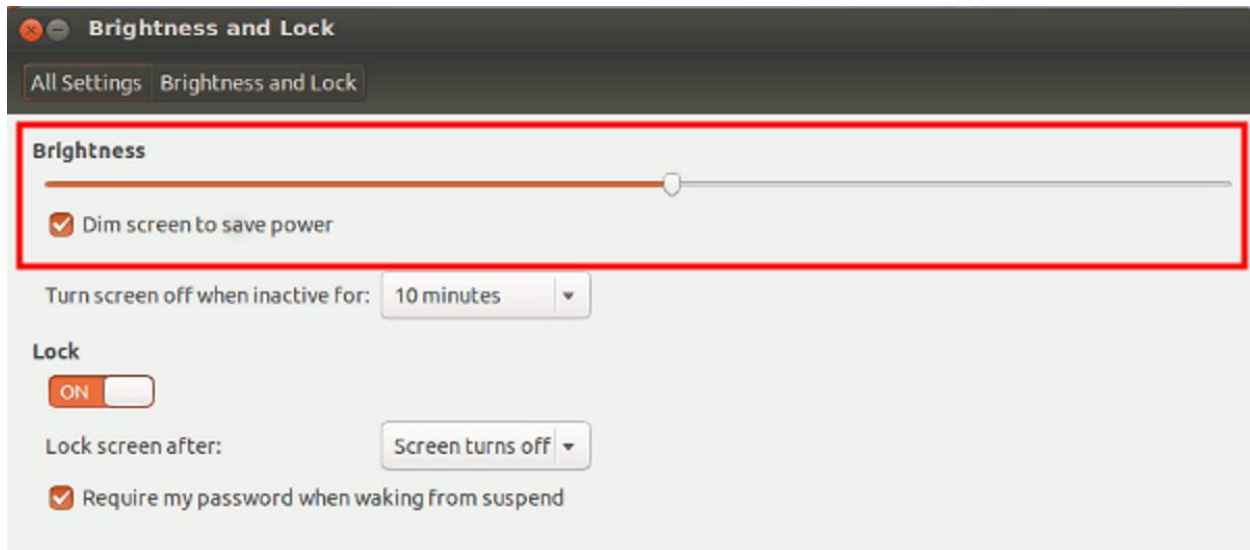 Brightness and Lock
All Settings Brightness and Lock
Brightness
Dim screen to save power
Turn screen off when inactive for: 10 minutes
Lock
ON
Lock screen after: Screen turns off
Require my password when waking from suspend